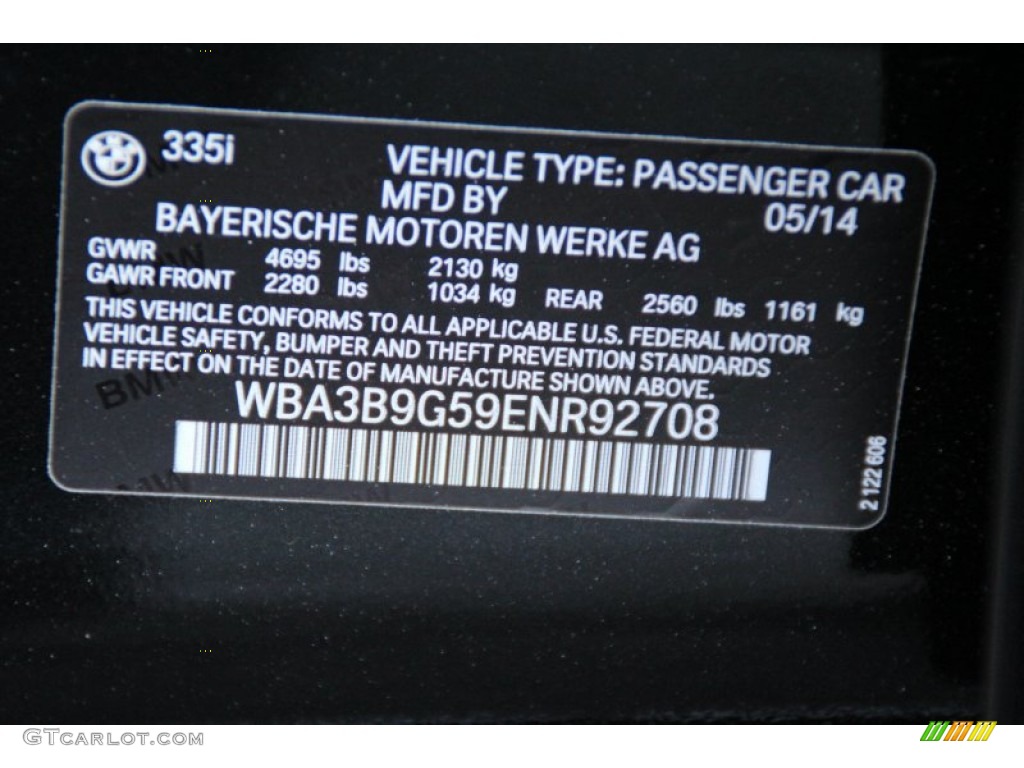 335i
VEHICLE TYPE: PASSENGER CAR
MFD BY 05/14
BAYERISCHE MOTOREN WERKE AG
GVWR 4695 lbs 2130 kg
GAWR FRONT 2280 lbs 1034 kg REAR 2560 lbs 1161 kg
THIS VEHICLE CONFORMS TO ALL APPLICABLE U.S. FEDERAL MOTOR
VEHICLE SAFETY, BUMPER AND THEFT PREVENTION STANDARDS
IN EFFECT ON THE DATE OF MANUFACTURE SHOWN ABOVE.
WBA3B9G59ENR92708
2 122 606
BMW
GTCARLOT.COM